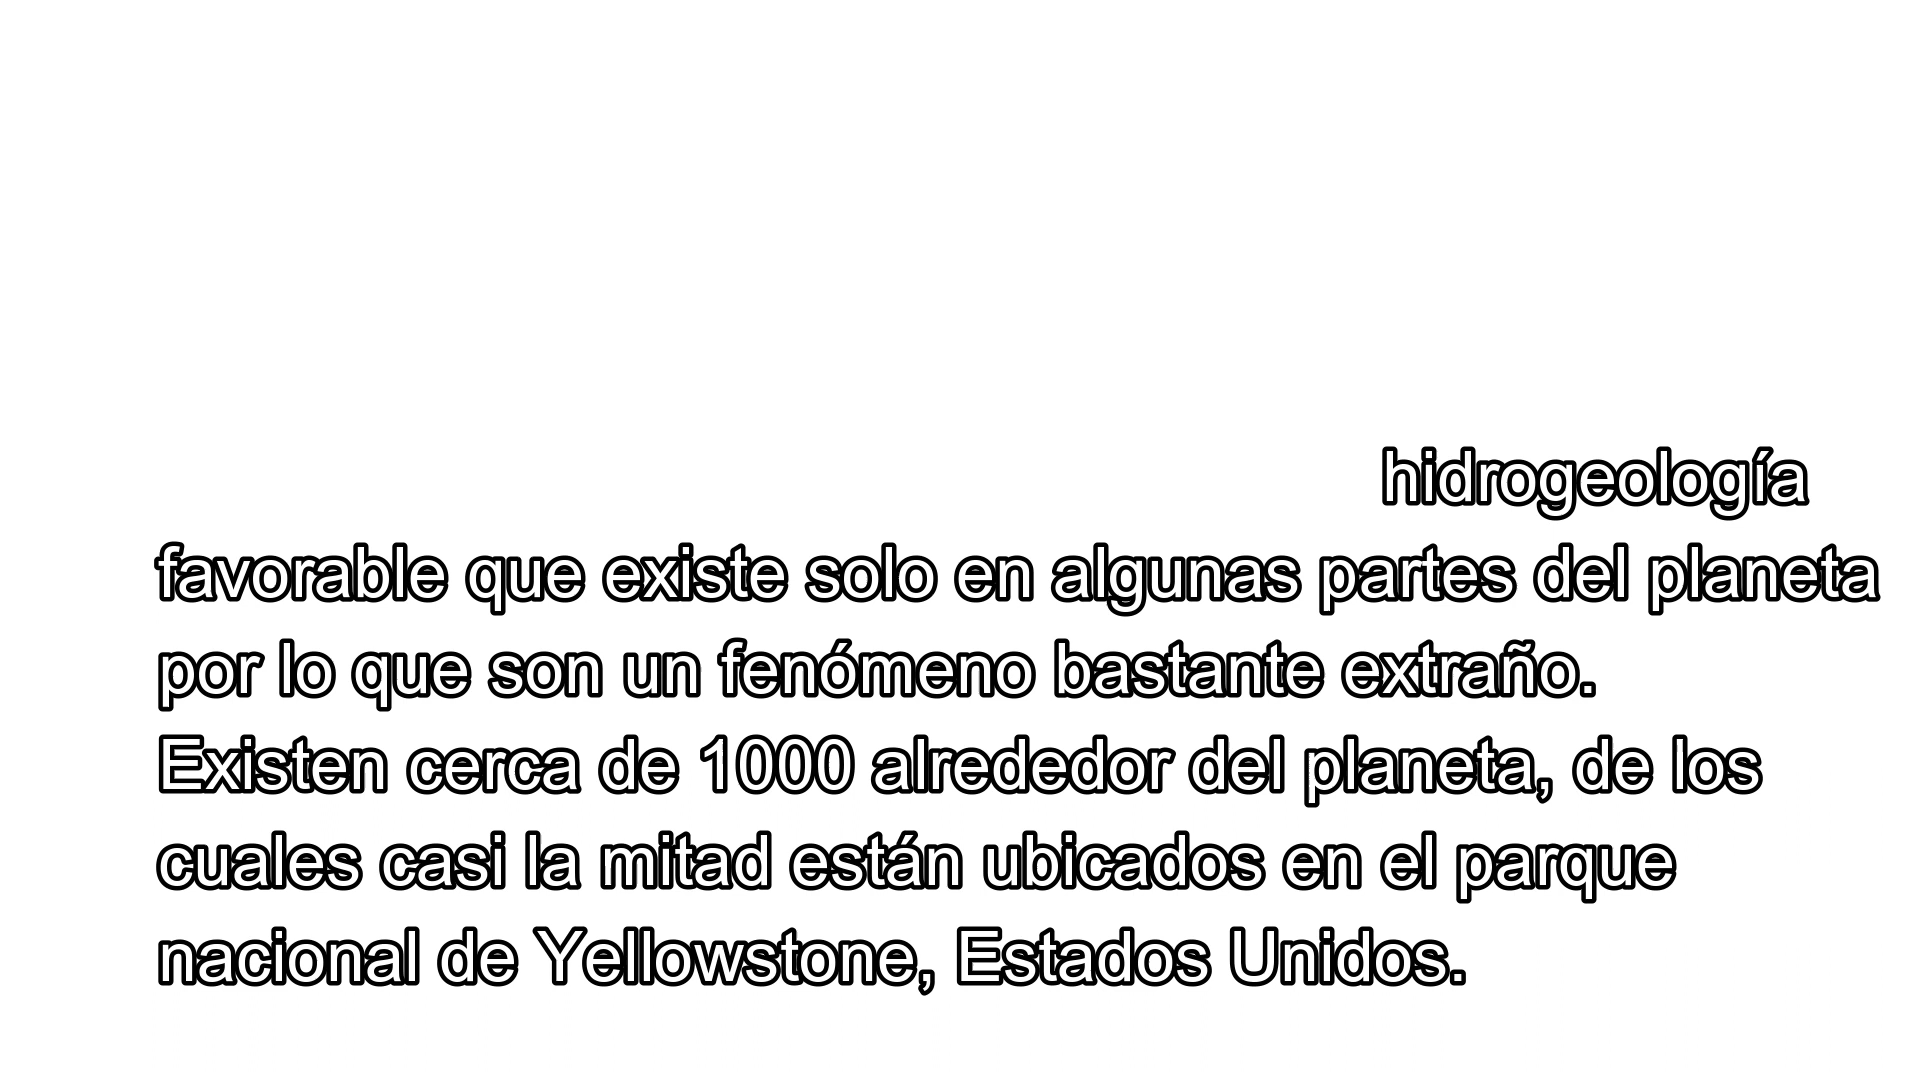 hidrogeología
favorable que existe solo en algunas partes del planeta
por lo que son un fenómeno bastante extraño.
Existen cerca de 1000 alrededor del planeta, de los
cuales casi la mitad están ubicados en el parque
nacional de Yellowstone, Estados Unidos.